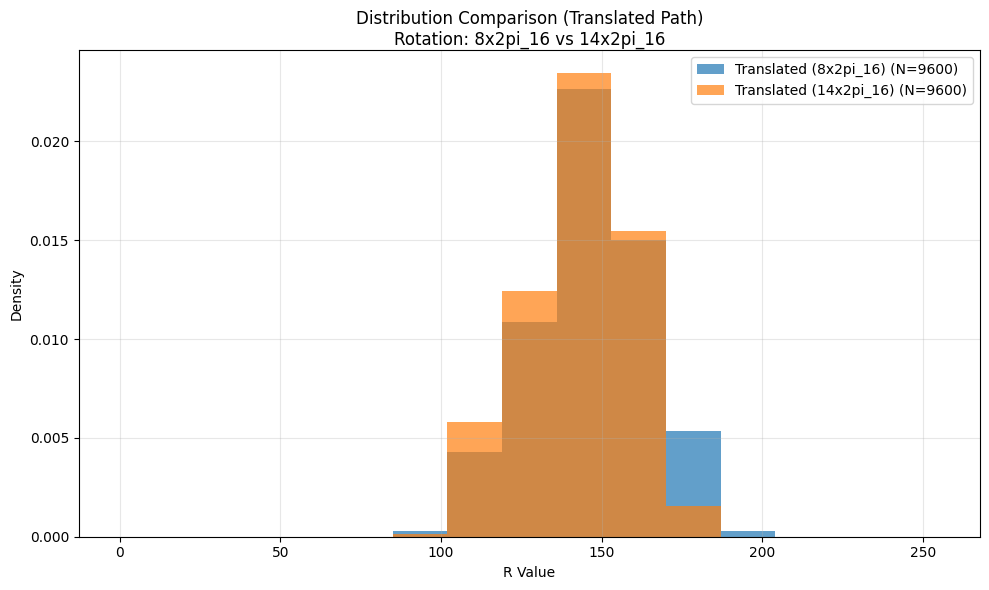 Distribution Comparison (Translated Path)
Rotation: 8x2pi_16 vs 14x2pi_16
Translated (8x2pi_16) (N=9600)
Translated (14x2pi_16) (N=9600)
Density
0.020
0.015
0.010
0.005
0.000
0 50 100 150 200 250
R Value